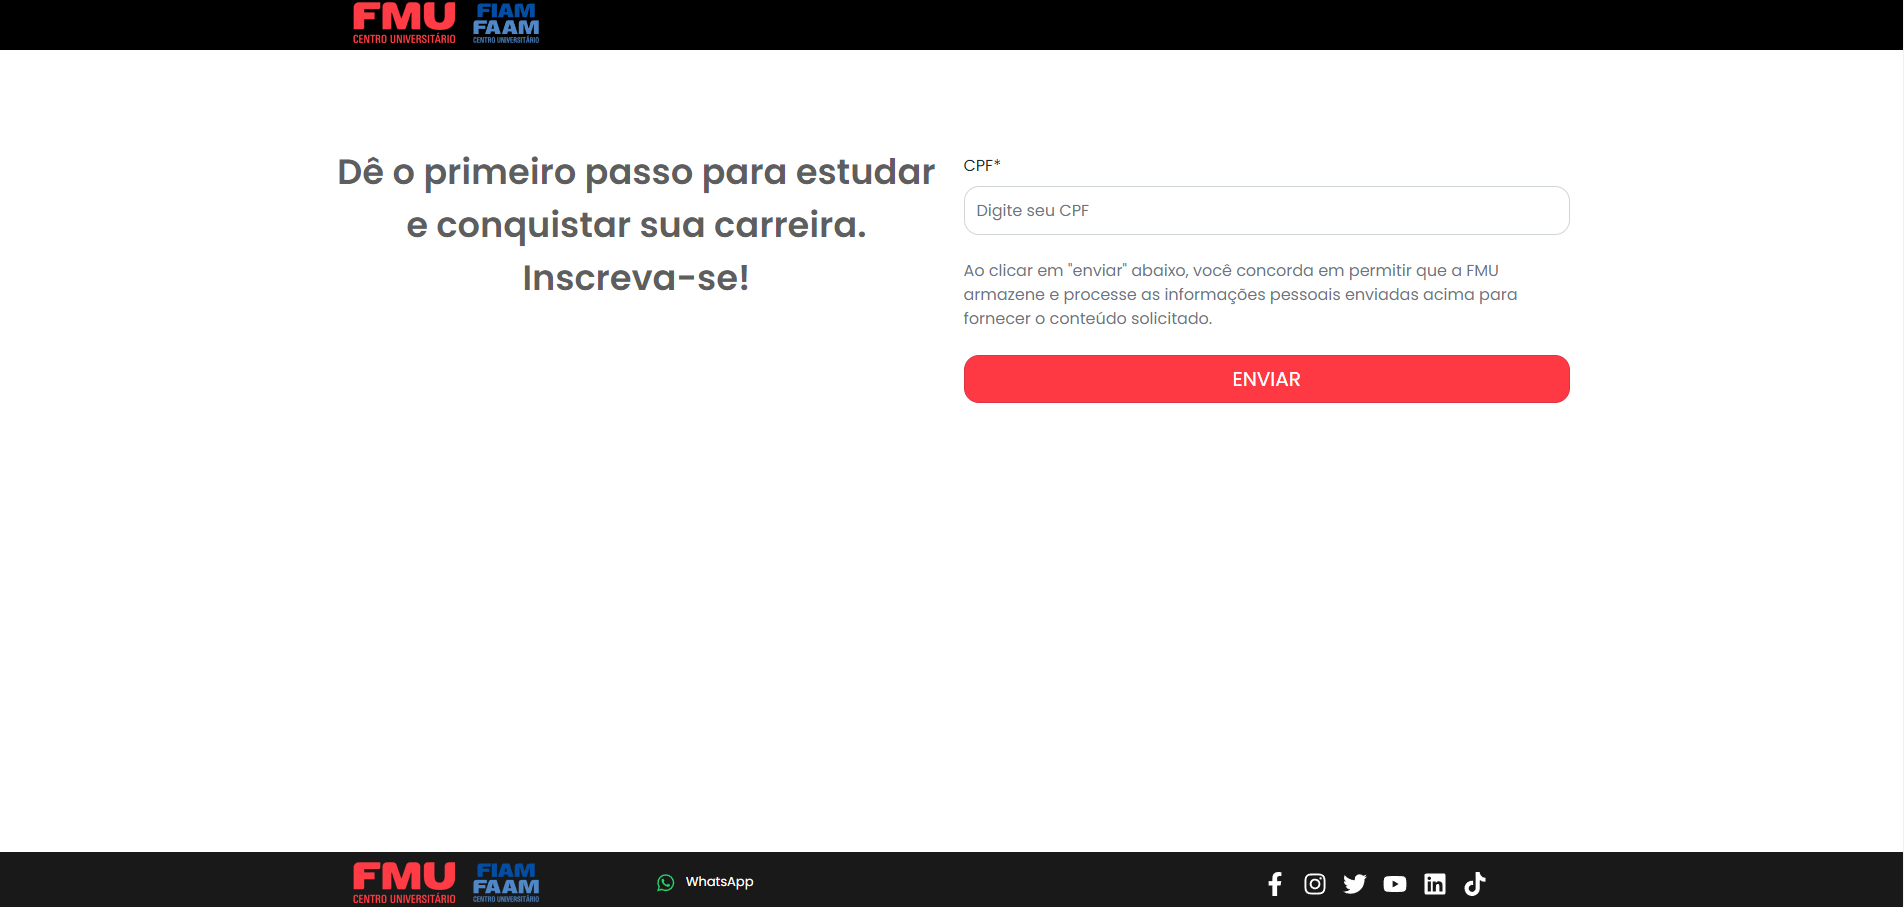 FMU
CENTRO UNIVERSITÁRIO
FIAM
FAAM
CENTRO UNIVERSITÁRIO
Dê o primeiro passo para estudar
e conquistar sua carreira.
Inscreva-se!
CPF*
Digite seu CPF
Ao clicar em "enviar" abaixo, você concorda em permitir que a FMU
armazene e processe as informações pessoais enviadas acima para
fornecer o conteúdo solicitado.
ENVIAR
FMU
CENTRO UNIVERSITÁRIO
FIAM
FAAM
CENTRO UNIVERSITÁRIO
WhatsApp